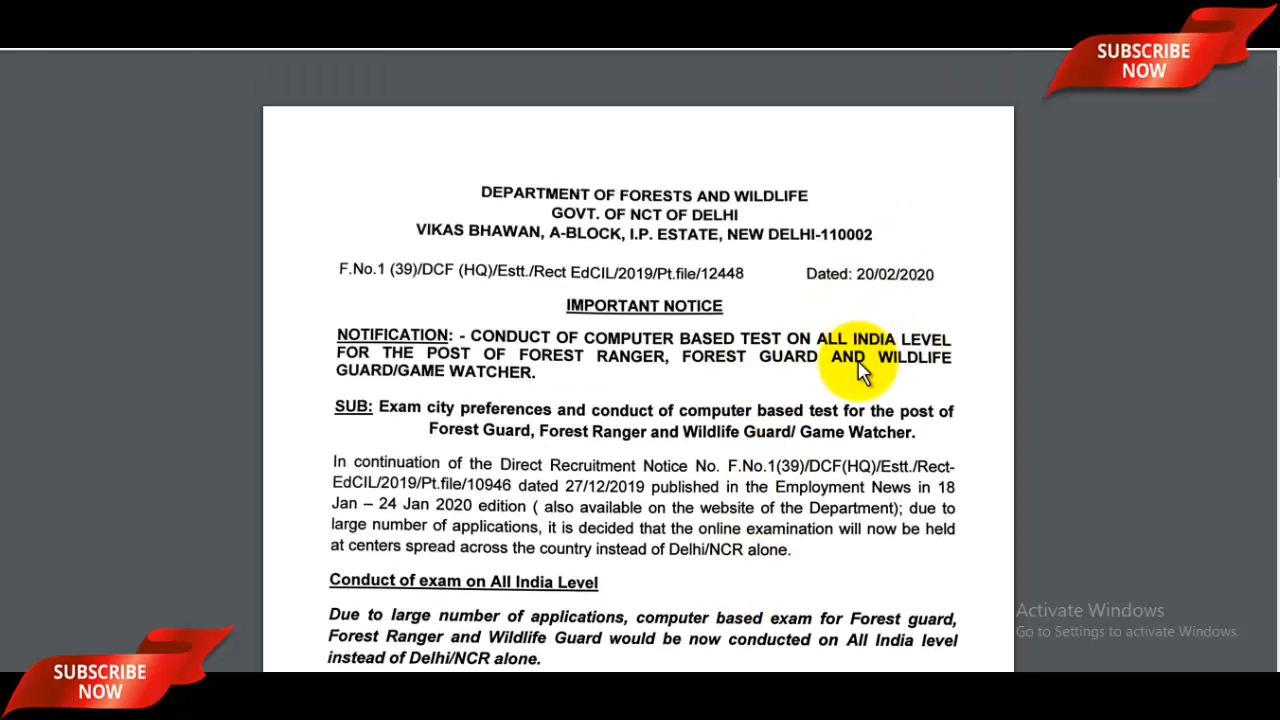 SUBSCRIBE
NOW
DEPARTMENT OF FORESTS AND WILDLIFE
GOVT. OF NCT OF DELHI
VIKAS BHAWAN, A-BLOCK, I.P. ESTATE, NEW DELHI-110002
F.No.1 (39)/DCF (HQ)/Estt./Rect EdCIL/2019/Pt.file/12448 Dated: 20/02/2020
IMPORTANT NOTICE
NOTIFICATION: - CONDUCT OF COMPUTER BASED TEST ON ALL INDIA LEVEL
FOR THE POST OF FOREST RANGER, FOREST GUARD AND WILDLIFE
GUARD/GAME WATCHER.
SUB: Exam city preferences and conduct of computer based test for the post of
Forest Guard, Forest Ranger and Wildlife Guard/ Game Watcher.
In continuation of the Direct Recruitment Notice No. F.No.1(39)/DCF(HQ)/Estt./Rect-
EdCIL/2019/Pt.file/10946 dated 27/12/2019 published in the Employment News in 18
Jan – 24 Jan 2020 edition ( also available on the website of the Department); due to
large number of applications, it is decided that the online examination will now be held
at centers spread across the country instead of Delhi/NCR alone.
Conduct of exam on All India Level
Due to large number of applications, computer based exam for Forest guard,
Forest Ranger and Wildlife Guard would be now conducted on All India level
instead of Delhi/NCR alone.
Activate Windows
Go to Settings to activate Windows.
SUBSCRIBE
NOW